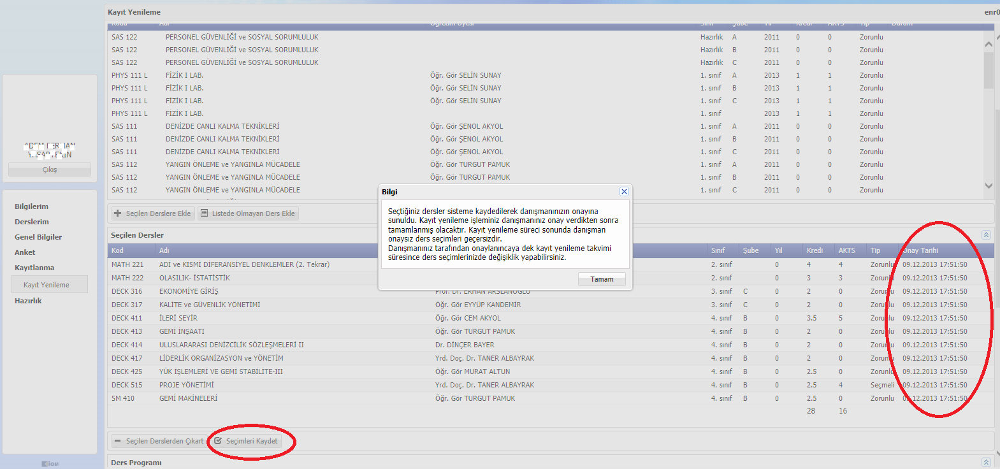 Kayıt Yenileme
enr0
Kodu Adı Öğretim Üyesi Sınıf Şube Yıl Kredi AKTS Tip Durum
SAS 122 PERSONEL GÜVENLİĞİ ve SOSYAL SORUMLULUK Hazırlık A 2011 0 0 Zorunlu
SAS 122 PERSONEL GÜVENLİĞİ ve SOSYAL SORUMLULUK Hazırlık B 2011 0 0 Zorunlu
SAS 122 PERSONEL GÜVENLİĞİ ve SOSYAL SORUMLULUK Hazırlık C 2011 0 0 Zorunlu
PHYS 111 L FİZİK I LAB. Öğr. Gör SELİN SUNAY 1. sınıf A 2013 1 1 Zorunlu
PHYS 111 L FİZİK I LAB. Öğr. Gör SELİN SUNAY 1. sınıf B 2013 1 1 Zorunlu
PHYS 111 L FİZİK I LAB. Öğr. Gör SELİN SUNAY 1. sınıf C 2013 1 1 Zorunlu
PHYS 111 L FİZİK I LAB. 1. sınıf 2013 1 1 Zorunlu
SAS 111 DENİZDE CANLI KALMA TEKNİKLERİ Öğr. Gör ŞENOL AKYOL 1. sınıf A 2011 0 0 Zorunlu
SAS 111 DENİZDE CANLI KALMA TEKNİKLERİ Öğr. Gör ŞENOL AKYOL 1. sınıf B 2011 0 0 Zorunlu
SAS 111 DENİZDE CANLI KALMA TEKNİKLERİ Öğr. Gör ŞENOL AKYOL 1. sınıf C 2011 0 0 Zorunlu
SAS 112 YANGIN ÖNLEME ve YANGINLA MÜCADELE Öğr. Gör TURGUT PAMUK 1. sınıf A 2011 0 0 Zorunlu
SAS 112 YANGIN ÖNLEME ve YANGINLA MÜCADELE Öğr. Gör TURGUT PAMUK 1. sınıf B 2011 0 0 Zorunlu
SAS 112 YANGIN ÖNLEME ve YANGINLA MÜCADELE 1. sınıf C 2011 0 0 Zorunlu
Çıkış
Bilgilerim
Derslerim
Genel Bilgiler
Anket
Kayıtlanma
Kayıt Yenileme
Hazırlık
Seçilen Derslere Ekle Listede Olmayan Ders Ekle
Bilgi
Seçtiğiniz dersler sisteme kaydedilerek danışmanınızın onayına
sunuldu. Kayıt yenileme işleminiz danışmanınız onay verdikten sonra
tamamlanmış olacaktır. Kayıt yenileme süreci sonunda danışman
onaysız ders seçimleri geçersizdir.
Danışmanınız tarafından onaylanıncaya dek kayıt yenileme takvimi
süresince ders seçimlerinizde değişiklik yapabilirsiniz.
Tamam
Seçilen Dersler
Kod Adı Sınıf Şube Yıl Kredi AKTS Tip Onay Tarihi
MATH 221 ADİ ve KISMİ DİFERANSİYEL DENKLEMLER (2. Tekrar) 2. sınıf 0 4 4 Zorunlu 09.12.2013 17:51:50
MATH 222 OLASILIK- İSTATİSTİK 2. sınıf 0 3 3 Zorunlu 09.12.2013 17:51:50
DECK 316 EKONOMİYE GİRİŞ Prof. Dr. ERHAN ARSLANOĞLU 3. sınıf C 0 2 0 Zorunlu 09.12.2013 17:51:50
DECK 317 KALİTE ve GÜVENLİK YÖNETİMİ Öğr. Gör EYYÜP KANDEMİR 3. sınıf C 0 2 0 Zorunlu 09.12.2013 17:51:50
DECK 411 İLERİ SEYİR Öğr. Gör CEM AKYOL 4. sınıf B 0 3.5 5 Zorunlu 09.12.2013 17:51:50
DECK 413 GEMİ İNŞAATI Öğr. Gör TURGUT PAMUK 4. sınıf B 0 2 0 Zorunlu 09.12.2013 17:51:50
DECK 414 ULUSLARARASI DENİZCİLİK SÖZLEŞMELERİ II Dr. DİNÇER BAYER 4. sınıf B 0 2 0 Zorunlu 09.12.2013 17:51:50
DECK 417 LİDERLİK ORGANİZASYON ve YÖNETİM Yrd. Doç. Dr. TANER ALBAYRAK 4. sınıf B 0 2 0 Zorunlu 09.12.2013 17:51:50
DECK 425 YÜK İŞLEMLERİ VE GEMİ STABİLİTE-III Öğr. Gör MURAT ALTUN 4. sınıf B 0 2.5 0 Zorunlu 09.12.2013 17:51:50
DECK 515 PROJE YÖNETİMİ Yrd. Doç. Dr. TANER ALBAYRAK 4. sınıf B 0 2.5 4 Seçmeli 09.12.2013 17:51:50
SM 410 GEMİ MAKİNELERİ Öğr. Gör TURGUT PAMUK 4. sınıf B 0 2.5 0 Zorunlu 09.12.2013 17:51:50
28 16
Seçilen Derslerden Çıkart Seçimleri Kaydet
Ders Programı